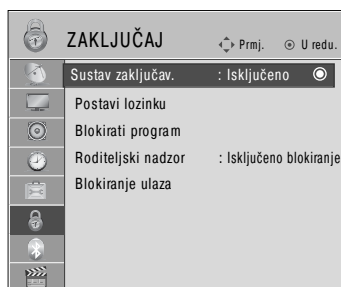 ZAKLJUČAJ Prmj. U redu.
Sustav zaključav. : Isključeno
Postavi lozinku
Blokirati program
Roditeljski nadzor : Isključeno blokiranje
Blokiranje ulaza